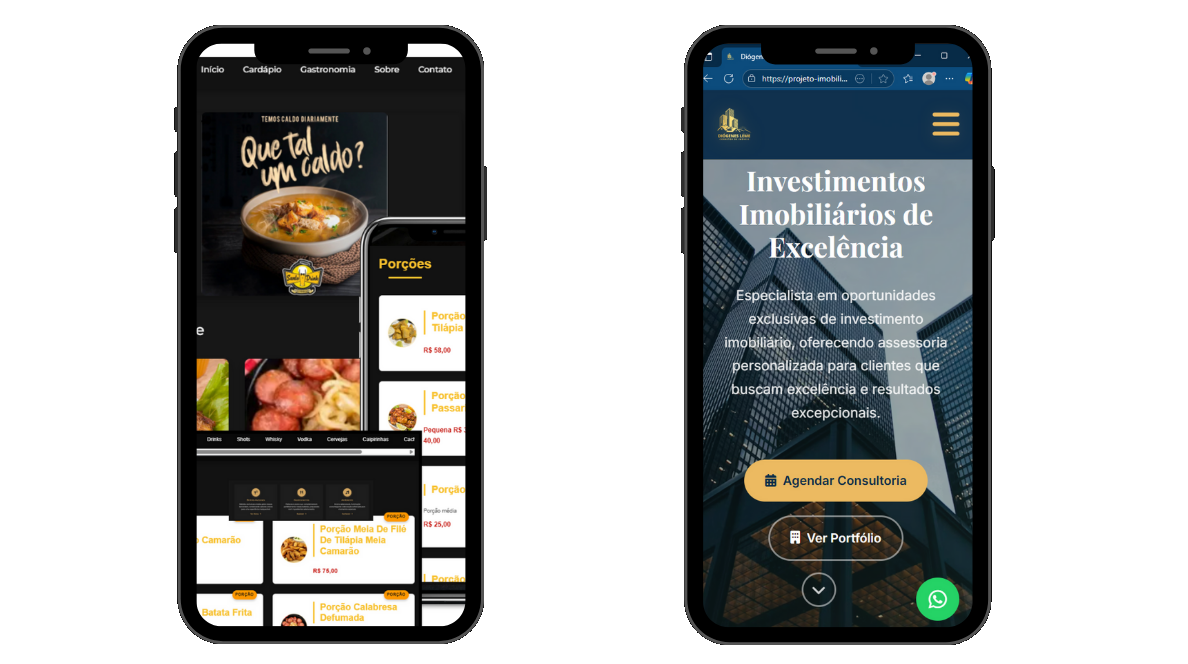 Início Cardápio Gastronomia Sobre Contato
TEMOS CALDO DIARIAMENTE
Que tal
um caldo?
Porções
Porção
Tilápia
R$ 58,00
Porção
Passar
Pequena R$
40,00
Porção
Porção média
R$ 25,00
Porção
e
Drinks Shots Whisky Vodka Cervejas Caipirinhas Cach
PORÇÃO
o Camarão
Porção Meia De Filé
De Tilápia Meia
Camarão
R$ 75,00
PORÇÃO
PORÇÃO
Batata Frita
Porção Calabresa
Defumada
Diógen
https://projeto-imobili...
DIÓGENES LEMO
Investimentos
Imobiliários de
Excelência
Especialista em oportunidades
exclusivas de investimento
imobiliário, oferecendo assessoria
personalizada para clientes que
buscam excelência e resultados
excepcionais.
Agendar Consultoria
Ver Portfólio